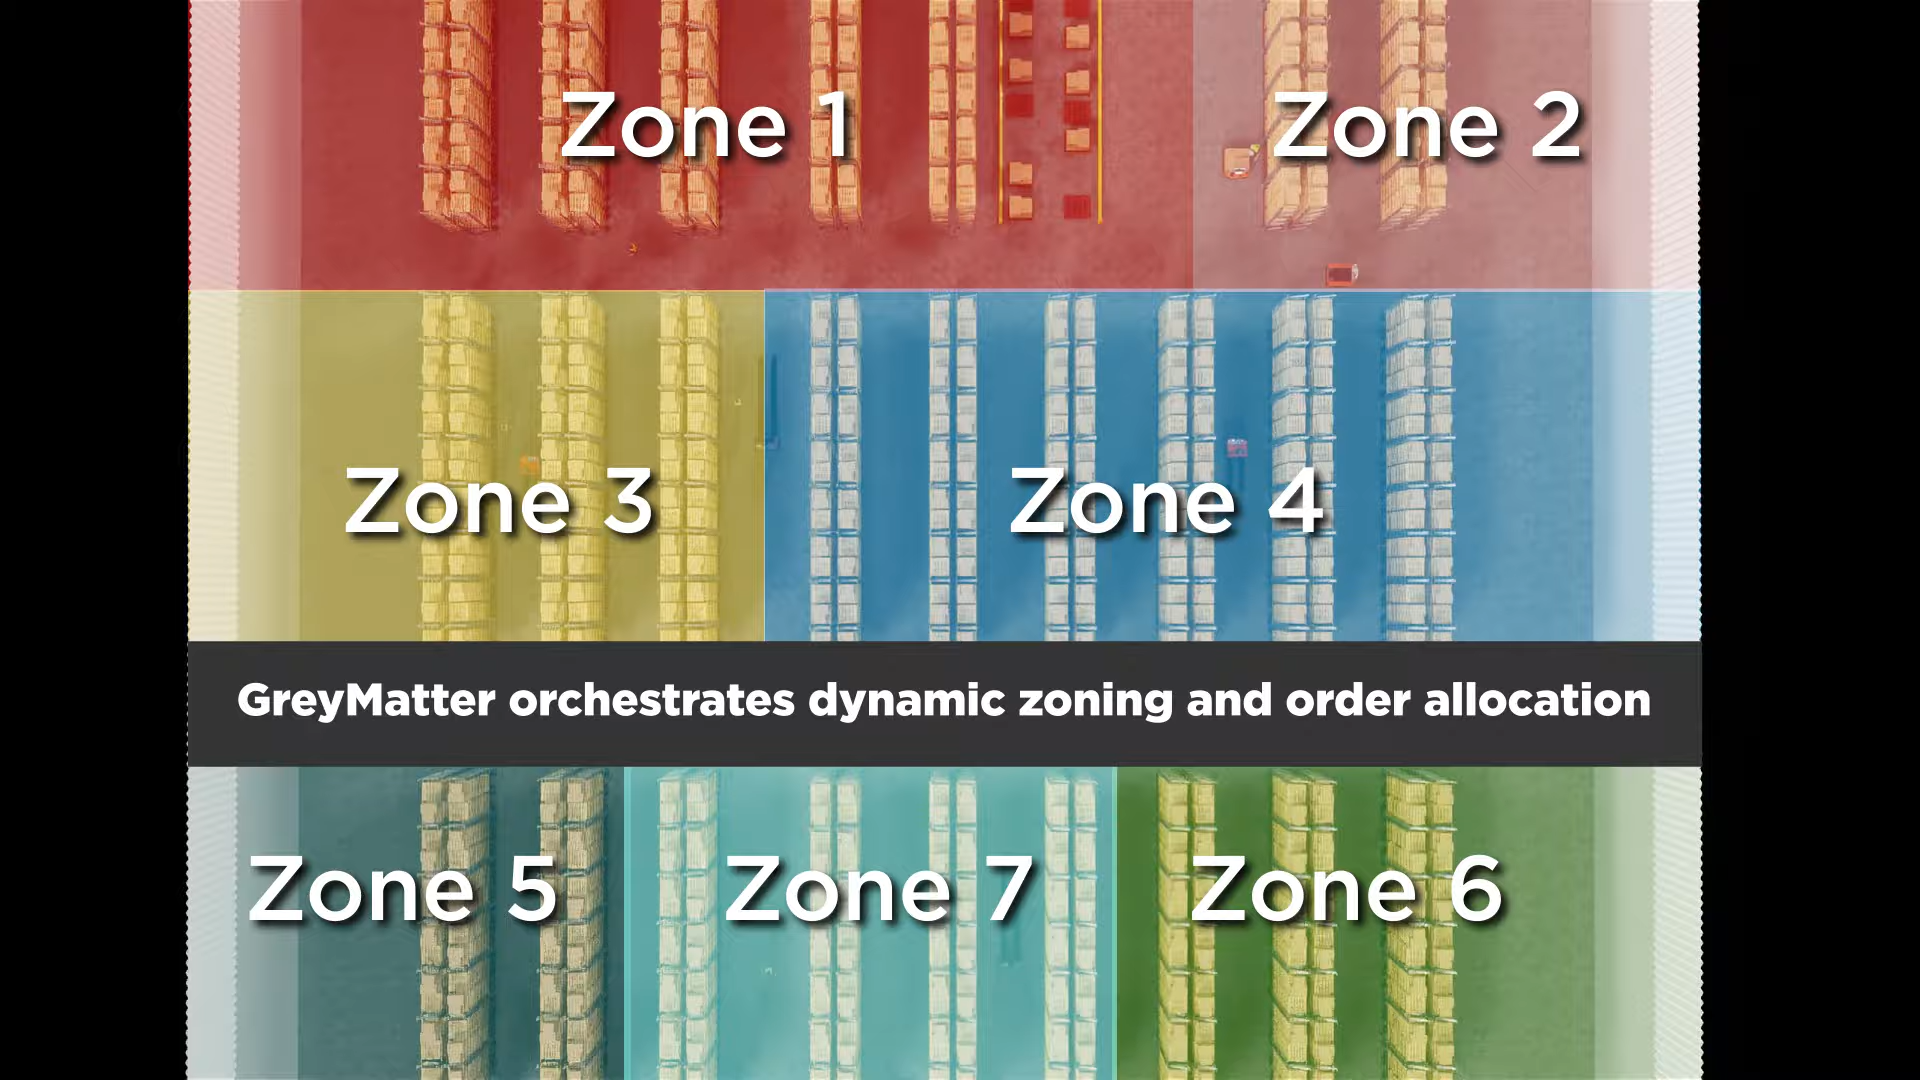 Zone 1
Zone 2
Zone 3
Zone 4
GreyMatter orchestrates dynamic zoning and order allocation
Zone 5
Zone 7
Zone 6